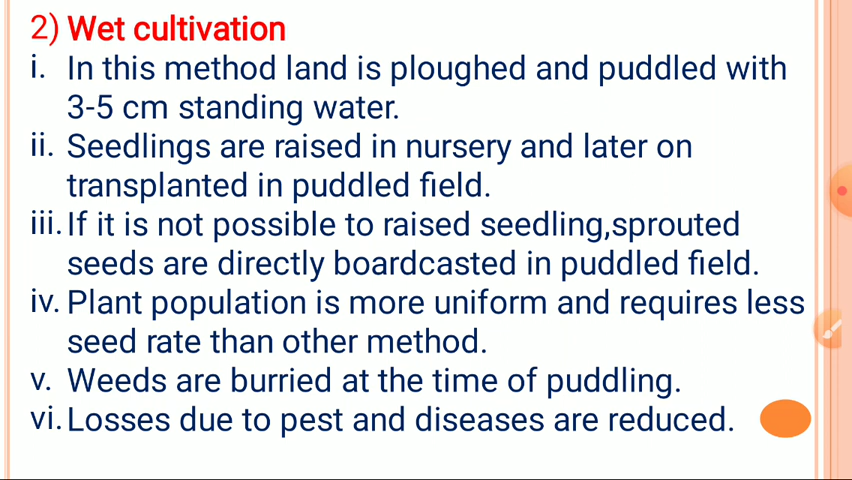 2) Wet cultivation
i. In this method land is ploughed and puddled with
3-5 cm standing water.
ii. Seedlings are raised in nursery and later on
transplanted in puddled field.
iii. If it is not possible to raised seedling,sprouted
seeds are directly boardcasted in puddled field.
iv. Plant population is more uniform and requires less
seed rate than other method.
v. Weeds are burried at the time of puddling.
vi. Losses due to pest and diseases are reduced.